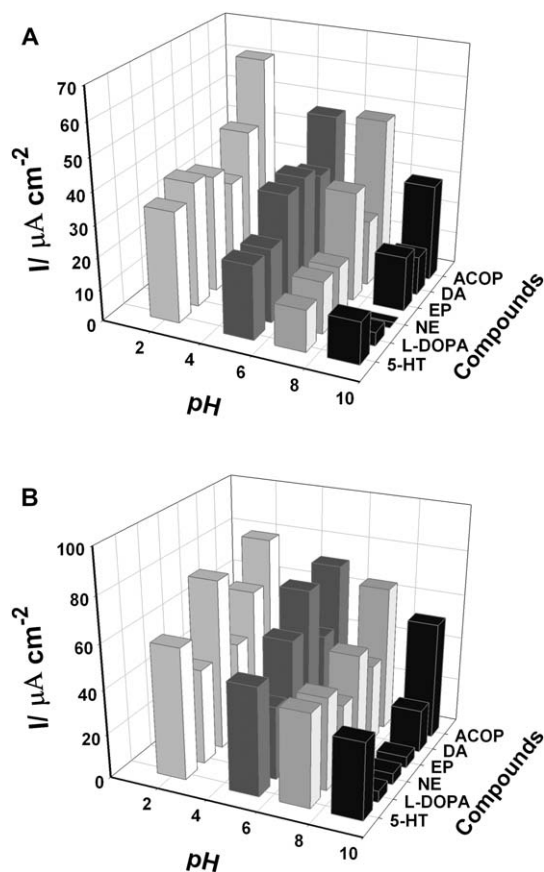 A
70
60
50
40
30
20
10
0
I/ μA cm-2
2
4
6
8
10
pH
ACOP
DA
EP
NE
L-DOPA
5-HT
Compounds
B
100
80
60
40
20
0
I/ μA cm-2
2
4
6
8
10
pH
ACOP
DA
EP
NE
L-DOPA
5-HT
Compounds